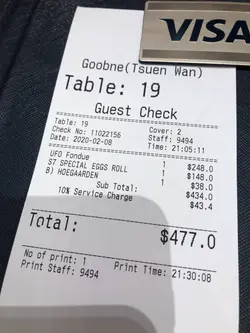 VISA
Goobne(Tsuen Wan)
Table: 19
Guest Check
Table: 19 Cover: 2
Check No: 11022156 Staff: 9494
Date: 2020-02-08 Time: 21:05:11
UFO Fondue 1 $248.0
S7 SPECIAL EGGS ROLL 1 $148.0
B) HOEGAARDEN 1 $38.0
Sub Total: $434.0
10% Service Charge $43.4
Total: $477.0
No of print: 1 Print Time: 21:30:08
Print Staff: 9494